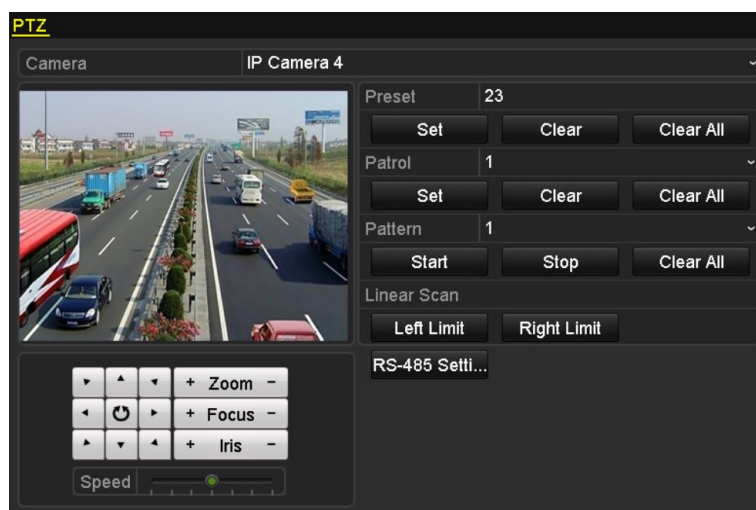 PTZ
Camera IP Camera 4
Preset 23
Set Clear Clear All
Patrol 1
Set Clear Clear All
Pattern 1
Start Stop Clear All
Linear Scan
Left Limit Right Limit
RS-485 Setti...
+ Zoom -
+ Focus -
+ Iris -
Speed